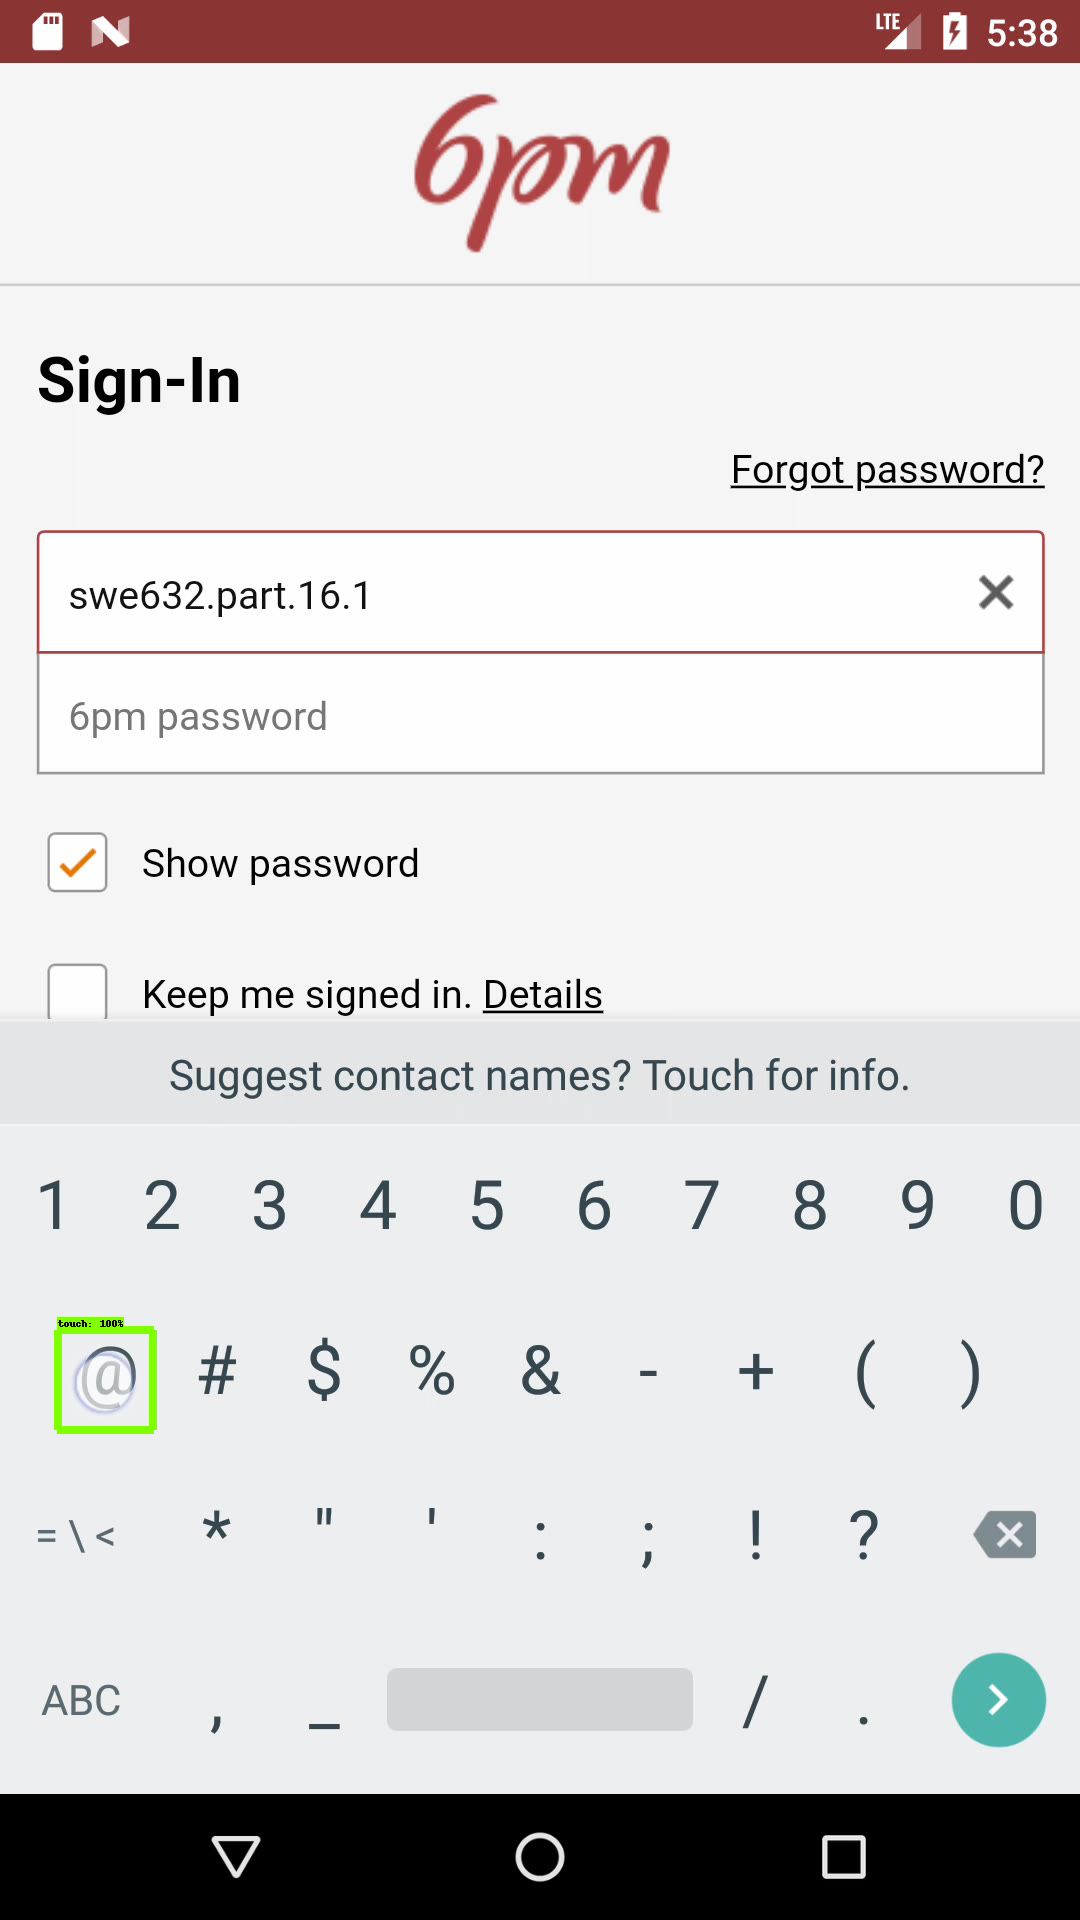 LTE 5:38
6pm
Sign-In
Forgot password?
swe632.part.16.1
6pm password
Show password
Keep me signed in. Details
Suggest contact names? Touch for info.
1 2 3 4 5 6 7 8 9 0
touch: 100%
@ # $ % & - + ( )
= \ < * " ' : ; ! ?
ABC , _ / .